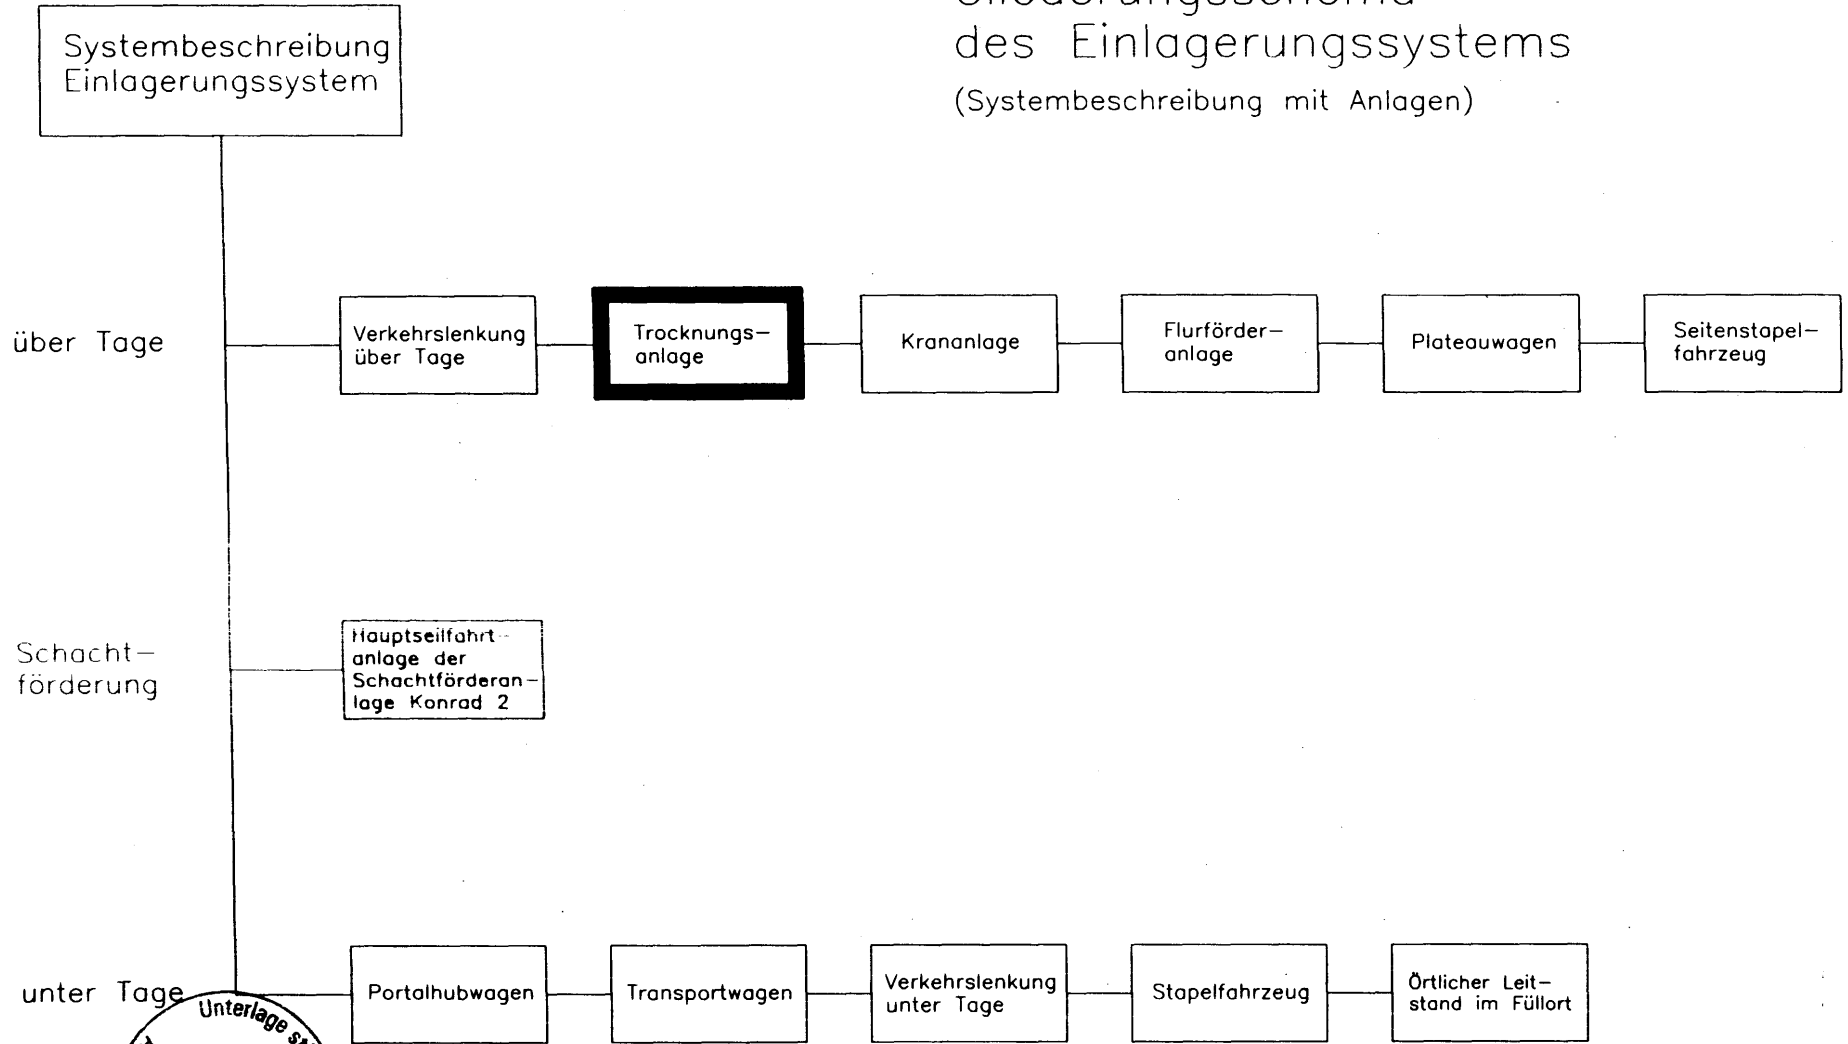 Systembeschreibung
Einlagerungssystem
des Einlagerungssystems
(Systembeschreibung mit Anlagen)
über Tage
Verkehrslenkung
über Tage
Trocknungs-
anlage
Krananlage
Flurförder-
anlage
Plateauwagen
Seitenstapel-
fahrzeug
Schacht-
förderung
Hauptseilfahrt-
anlage der
Schachtförderan-
lage Konrad 2
unter Tage
Portalhubwagen
Transportwagen
Verkehrslenkung
unter Tage
Stapelfahrzeug
Örtlicher Leit-
stand im Füllort
Unterlage